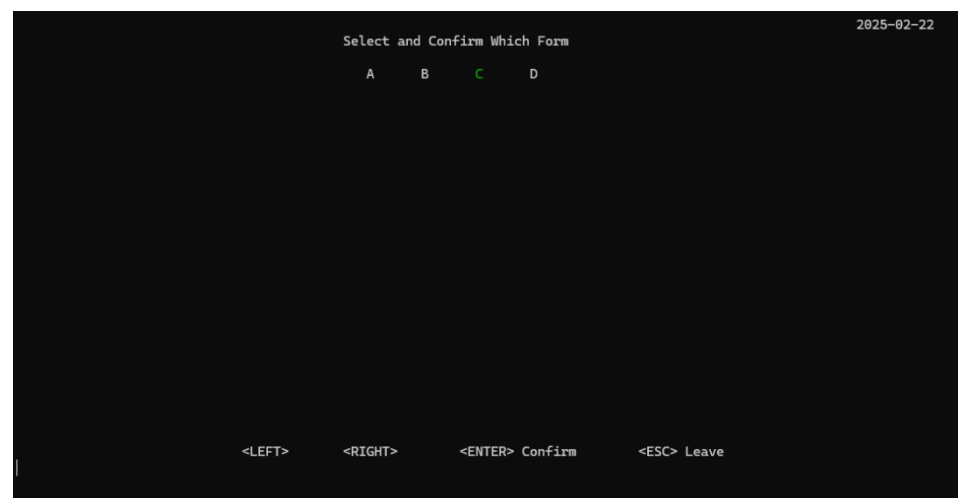 2025-02-22
Select and Confirm Which Form
A B C D
<LEFT> <RIGHT> <ENTER> Confirm <ESC> Leave